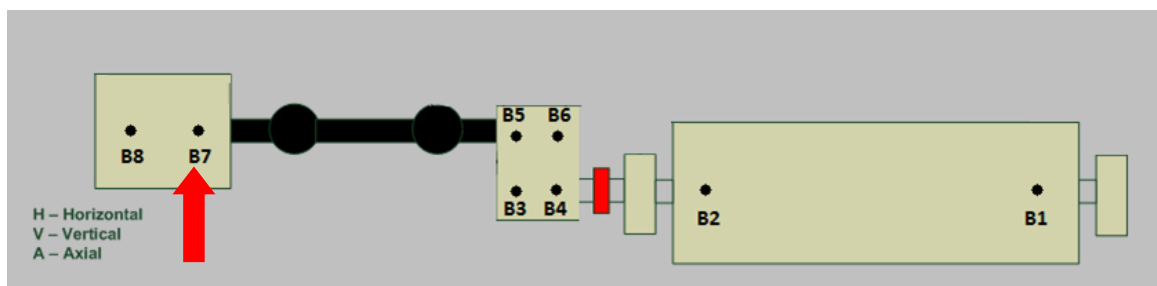 B5 B6
B8 B7
B3 B4
B2 B1
H – Horizontal
V – Vertical
A – Axial